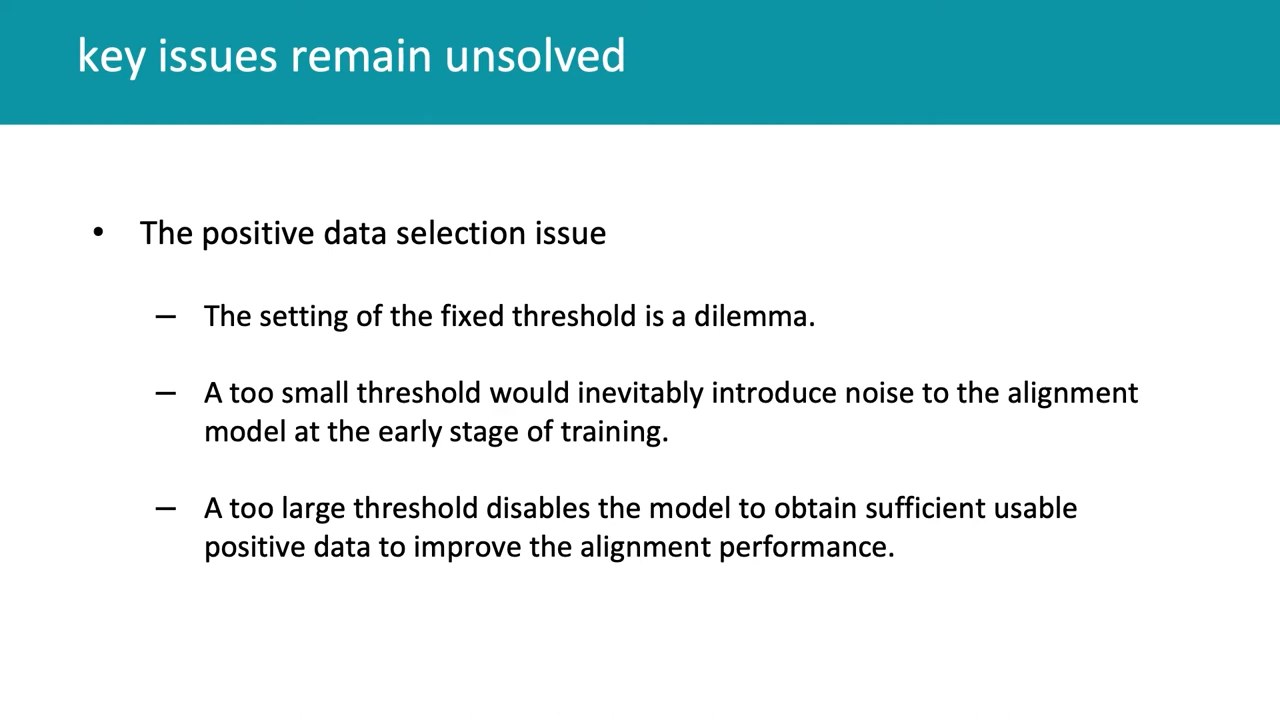 key issues remain unsolved
• The positive data selection issue
– The setting of the fixed threshold is a dilemma.
– A too small threshold would inevitably introduce noise to the alignment
model at the early stage of training.
– A too large threshold disables the model to obtain sufficient usable
positive data to improve the alignment performance.